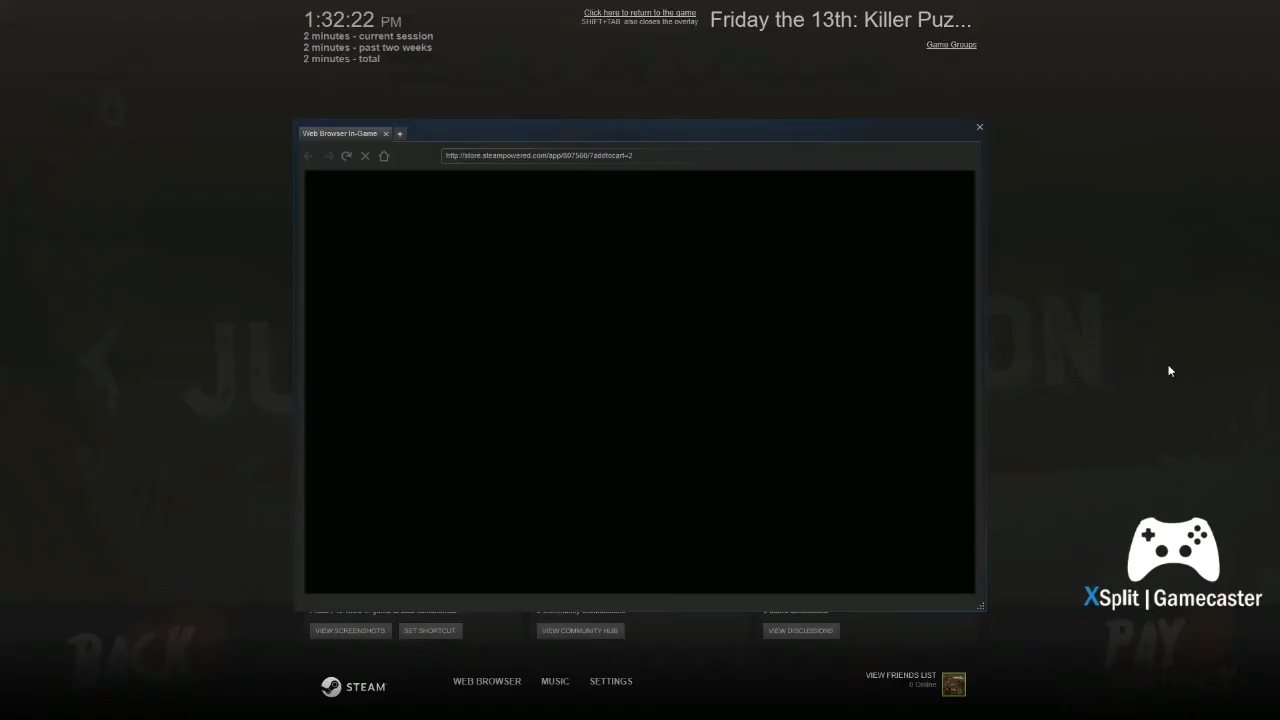 1:32:22 PM
2 minutes - current session
2 minutes - past two weeks
2 minutes - total
Click here to return to the game
SHIFT+TAB also closes the overlay
Friday the 13th: Killer Puz...
Game Groups
Web Browser In-Game
http://store.steampowered.com/app/807560/?addtocart=2
VIEW SCREENSHOTS
SET SHORTCUT
VIEW COMMUNITY HUB
VIEW DISCUSSIONS
STEAM
WEB BROWSER
MUSIC
SETTINGS
VIEW FRIENDS LIST
0 Online
XSplit | Gamecaster
BACK
PAY